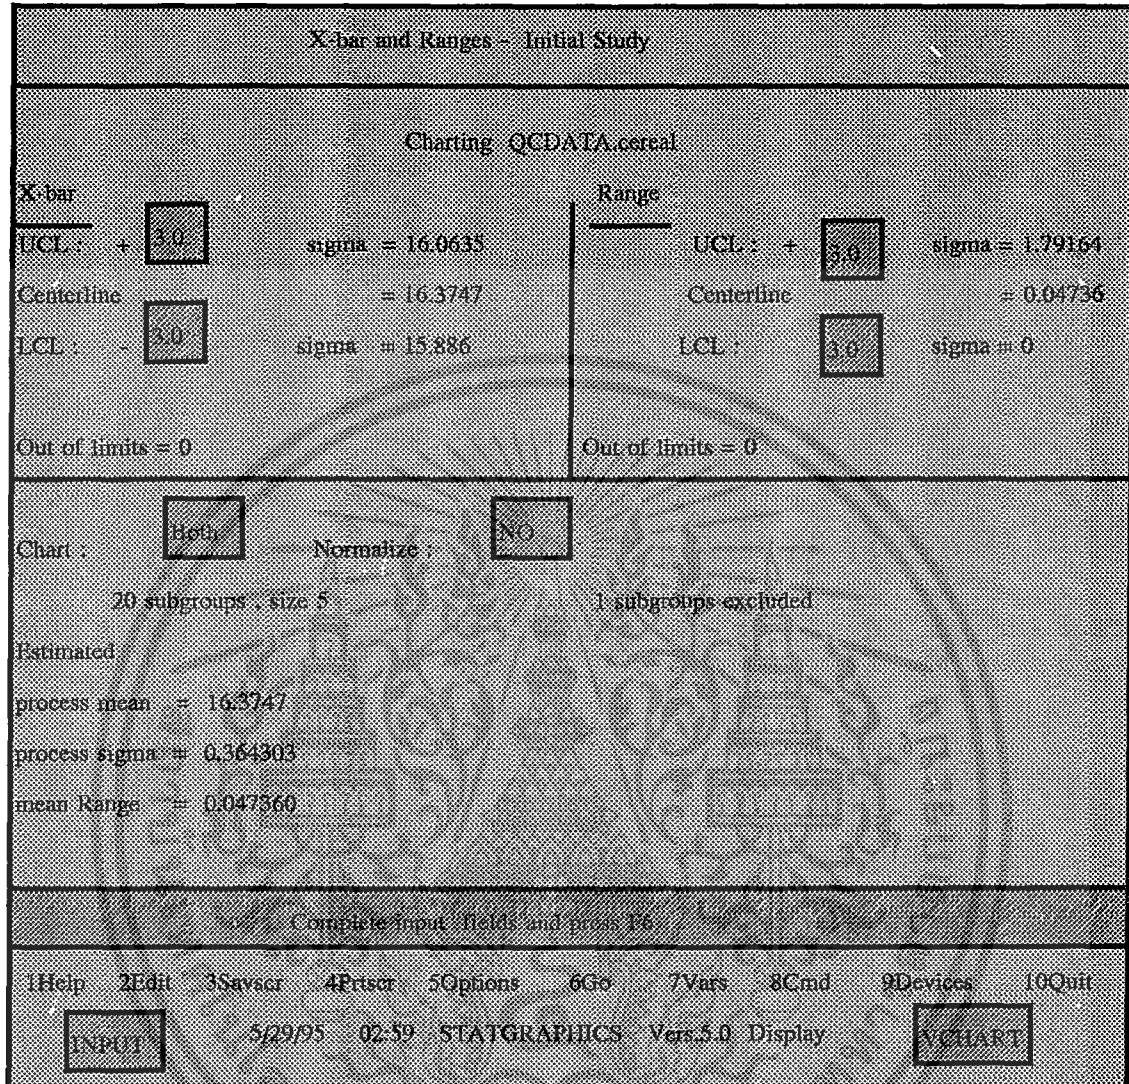 X-bar and Ranges - Initial Study
Charting QCDATA.cereal
X-bar
UCL : + 3.0 sigma = 16.0635
Centerline = 16.3747
LCL : - 3.0 sigma = 15.886
Out of limits = 0
Range
UCL : + 3.0 sigma = 1.79164
Centerline = 0.04736
LCL : 3.0 sigma = 0
Out of limits = 0
Chart : Both Normalize : NO
20 subgroups , size 5 1 subgroups excluded
Estimated
process mean = 16.3747
process sigma = 0.364303
mean Range = 0.047360
Complete input fields and press F6
1Help 2Edit 3Savscr 4Prtscr 5Options 6Go 7Vars 8Cmd 9Devices 10Quit
INPUT 5/29/95 02:59 STATGRAPHICS Vers.5.0 Display VCHART